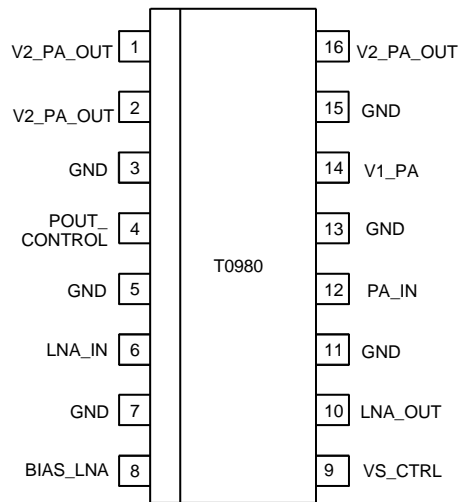 V2_PA_OUT 1
V2_PA_OUT 2
GND 3
POUT_
CONTROL 4
GND 5
LNA_IN 6
GND 7
BIAS_LNA 8
T0980
16 V2_PA_OUT
15 GND
14 V1_PA
13 GND
12 PA_IN
11 GND
10 LNA_OUT
9 VS_CTRL